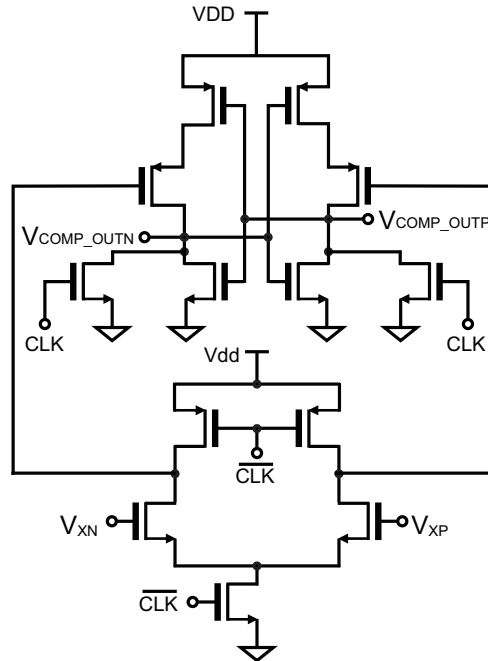 VDD
VCOMP_OUTN
VCOMP_OUTP
CLK
CLK
Vdd
CLK
VXN
VXP
CLK